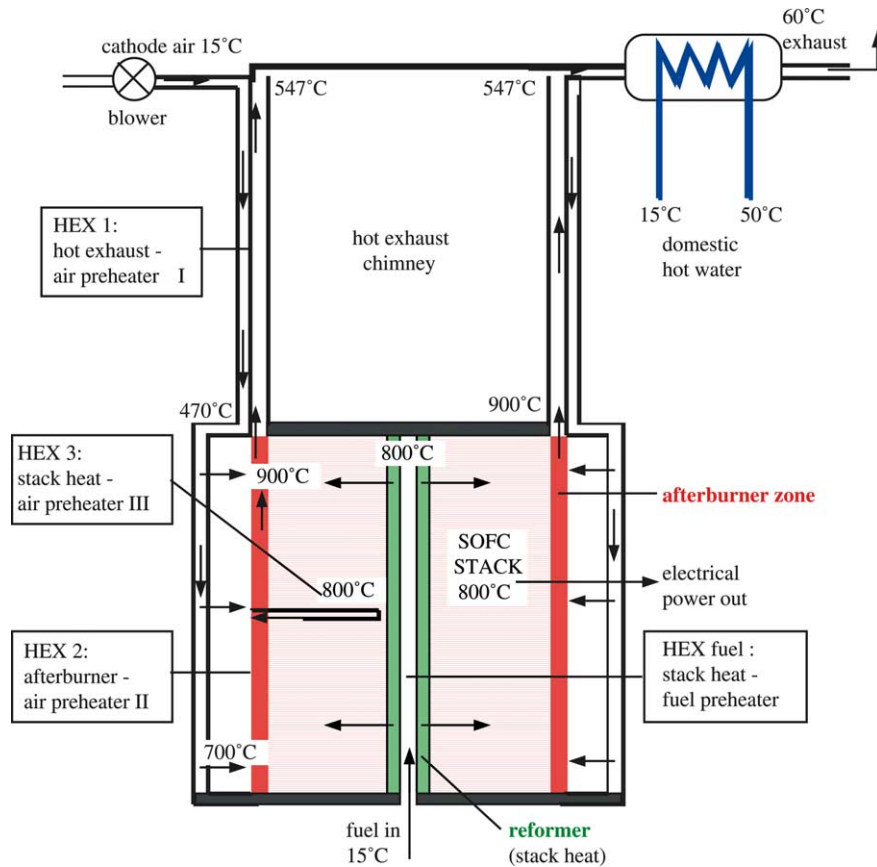 cathode air 15˚C
blower
60˚C
exhaust
547˚C
547˚C
15˚C
50˚C
domestic
hot water
HEX 1:
hot exhaust -
air preheater I
hot exhaust
chimney
470˚C
900˚C
HEX 3:
stack heat -
air preheater III
800˚C
900˚C
afterburner zone
SOFC
STACK
800˚C
800˚C
electrical
power out
HEX 2:
afterburner -
air preheater II
HEX fuel :
stack heat -
fuel preheater
700˚C
fuel in
15˚C
reformer
(stack heat)